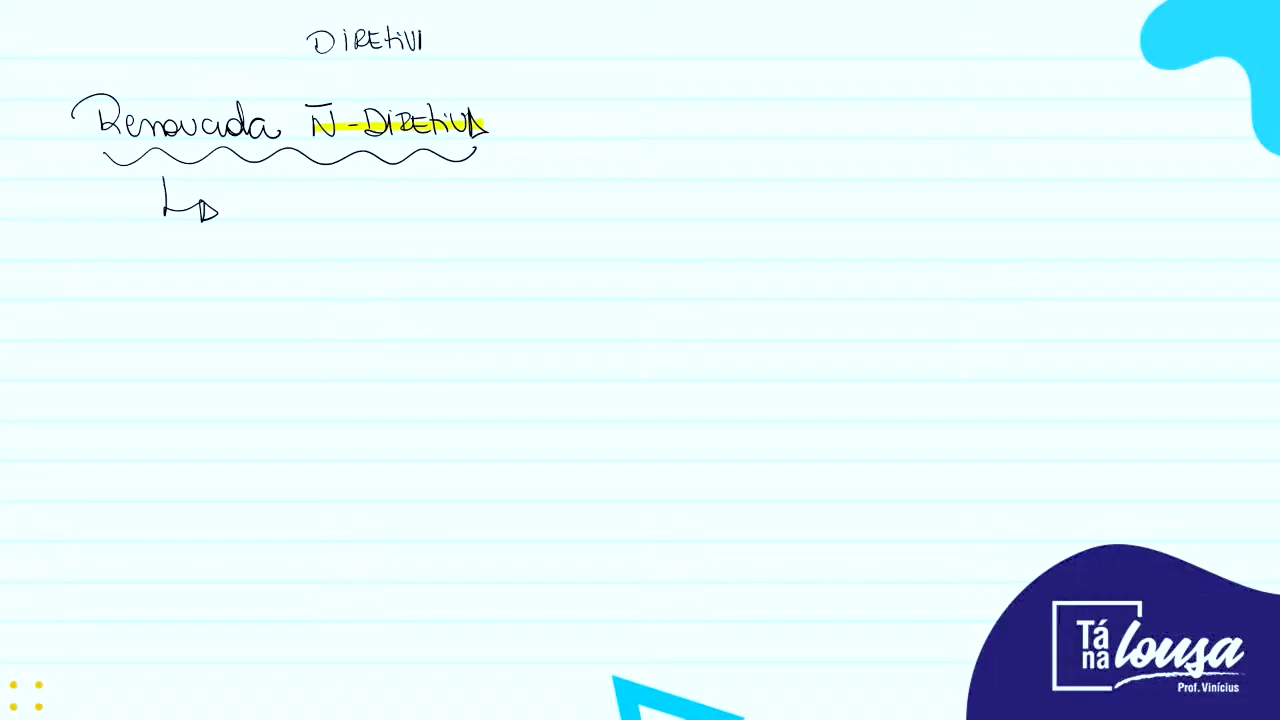 DIRETIVI
Renovada N̄-DIRETIVA
Tá
na lousa
Prof. Vinícius